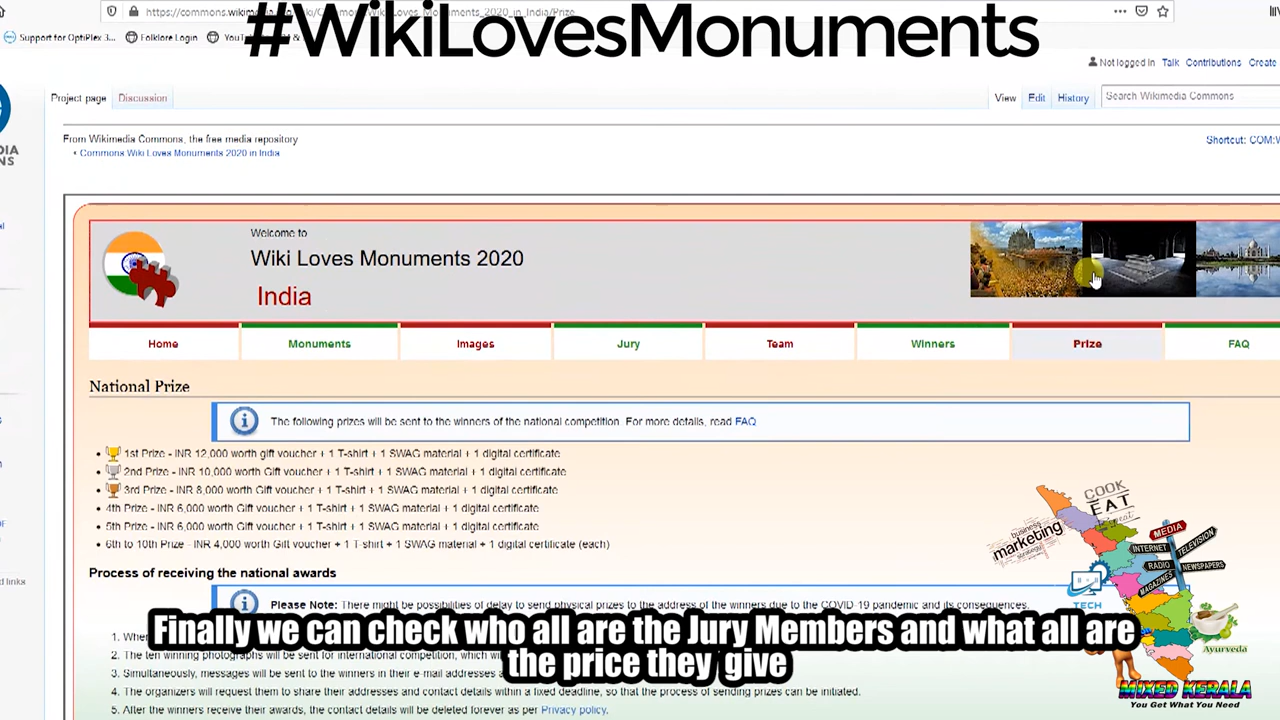 #WikiLovesMonuments
https://commons.wikimedia.org/wiki/Commons:Wiki_Loves_Monuments_2020_in_India/Prize
Support for OptiPlex 3... Folklore Login
Not logged in Talk Contributions Create
Project page Discussion View Edit History Search Wikimedia Commons
From Wikimedia Commons, the free media repository
Commons Wiki Loves Monuments 2020 in India
Shortcut: COM:W
Welcome to
Wiki Loves Monuments 2020
India
Home Monuments Images Jury Team Winners Prize FAQ
National Prize
The following prizes will be sent to the winners of the national competition. For more details, read FAQ
1st Prize - INR 12,000 worth gift voucher + 1 T-shirt + 1 SWAG material + 1 digital certificate
2nd Prize - INR 10,000 worth Gift voucher + 1 T-shirt + 1 SWAG material + 1 digital certificate
3rd Prize - INR 8,000 worth Gift voucher + 1 T-shirt + 1 SWAG material + 1 digital certificate
4th Prize - INR 6,000 worth Gift voucher + 1 T-shirt + 1 SWAG material + 1 digital certificate
5th Prize - INR 6,000 worth Gift voucher + 1 T-shirt + 1 SWAG material + 1 digital certificate
6th to 10th Prize - INR 4,000 worth Gift voucher + 1 T-shirt + 1 SWAG material + 1 digital certificate (each)
Process of receiving the national awards
Please Note: There might be possibilities of delay to send physical prizes to the address of the winners due to the COVID-19 pandemic and its consequences.
Finally we can check who all are the Jury Members and what all are
the price they give
1. When
2. The ten winning photographs will be sent for international competition, which
3. Simultaneously, messages will be sent to the winners in their e-mail addresses
4. The organizers will request them to share their addresses and contact details within a fixed deadline, so that the process of sending prizes can be initiated.
5. After the winners receive their awards, the contact details will be deleted forever as per Privacy policy.
COOK
EAT
marketing
MEDIA
INTERNET
TELEVISION
RADIO
NEWSPAPERS
MAGAZINES
TECH
Ayurveda
MIXED KERALA
You Get What You Need